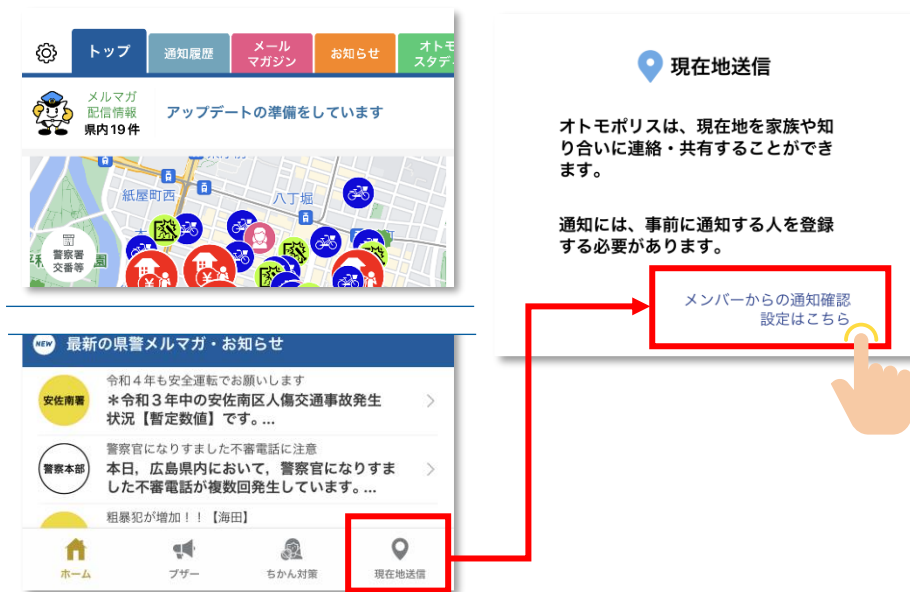 トップ
通知履歴
メール
マガジン
お知らせ
オトモ
スタデ
メルマガ
配信情報
県内19件
アップデートの準備をしています
紙屋町西
八丁堀
警察署
交番等
園
町
NEW 最新の県警メルマガ・お知らせ
安佐南署
令和4年も安全運転でお願いします
*令和3年中の安佐南区人傷交通事故発生
状況【暫定数値】です。...
警察本部
警察官になりすました不審電話に注意
本日，広島県内において，警察官になりすま
した不審電話が複数回発生しています。...
粗暴犯が増加！！【海田】
ホーム
ブザー
ちかん対策
現在地送信
現在地送信
オトモポリスは、現在地を家族や知
り合いに連絡・共有することができ
ます。
通知には、事前に通知する人を登録
する必要があります。
メンバーからの通知確認
設定はこちら